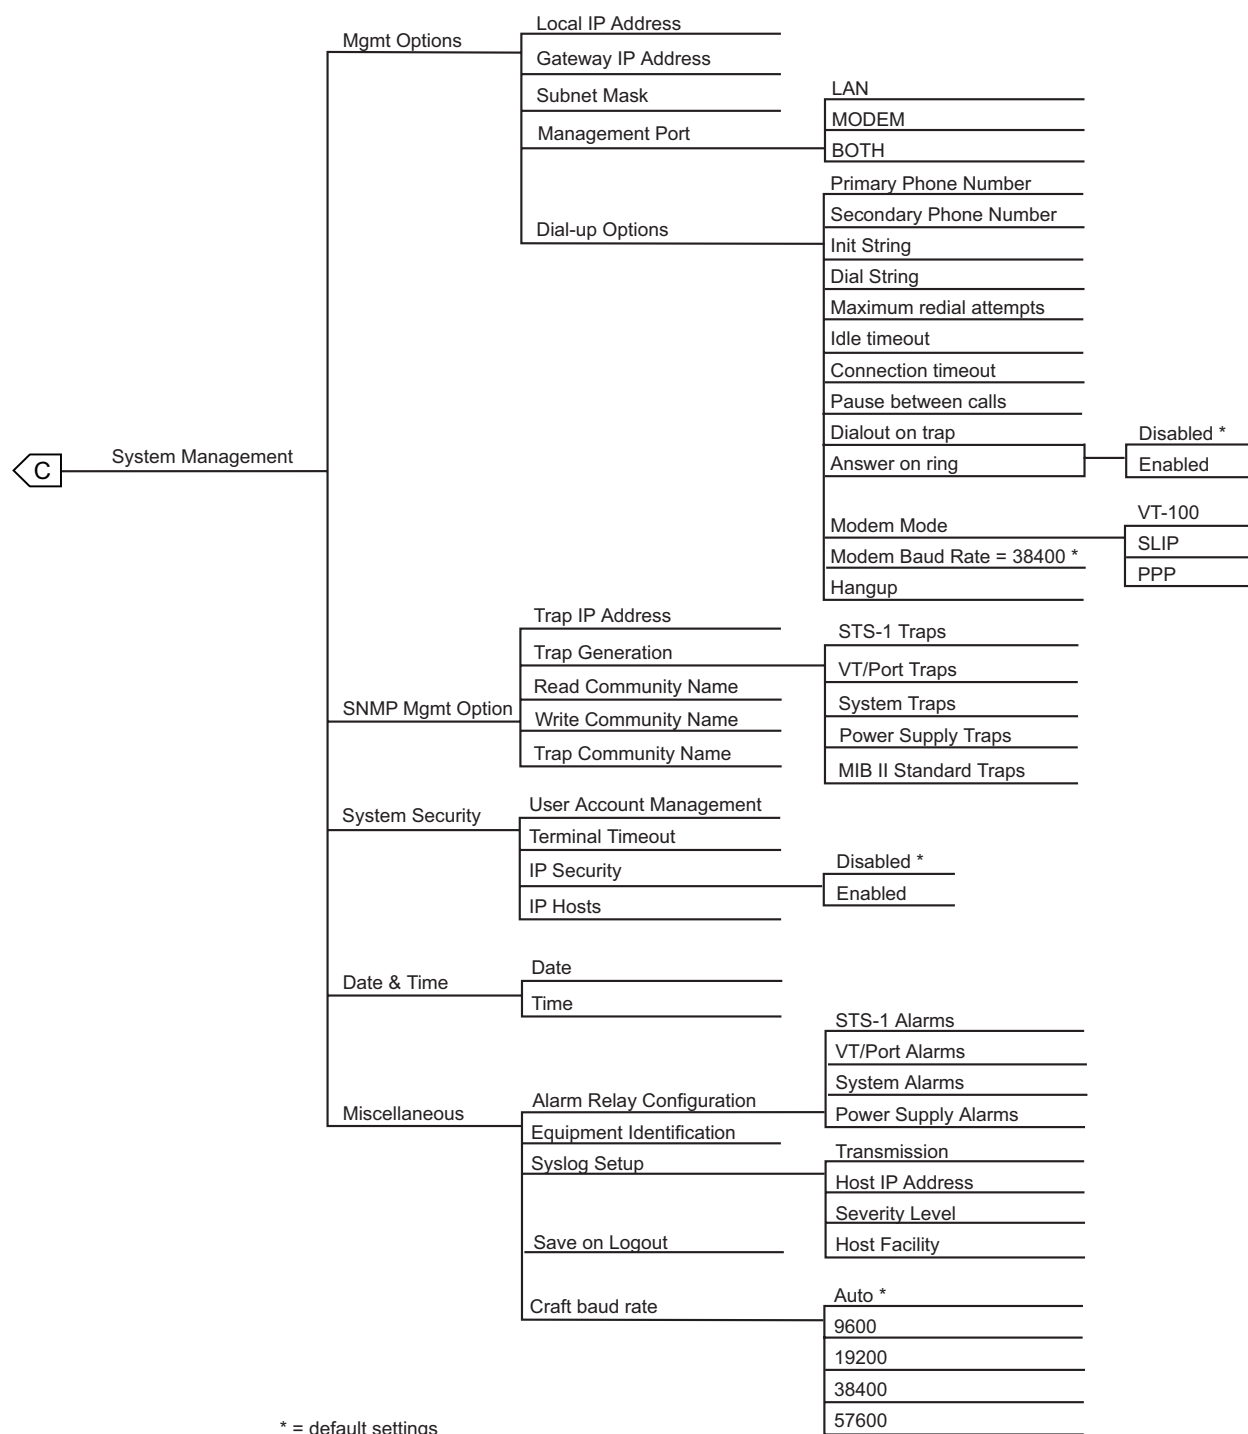 C
System Management
Mgmt Options
Local IP Address
Gateway IP Address
Subnet Mask
Management Port
LAN
MODEM
BOTH
Dial-up Options
Primary Phone Number
Secondary Phone Number
Init String
Dial String
Maximum redial attempts
Idle timeout
Connection timeout
Pause between calls
Dialout on trap
Answer on ring
Disabled *
Enabled
Modem Mode
VT-100
SLIP
PPP
Modem Baud Rate = 38400 *
Hangup
SNMP Mgmt Option
Trap IP Address
Trap Generation
STS-1 Traps
VT/Port Traps
System Traps
Power Supply Traps
MIB II Standard Traps
Read Community Name
Write Community Name
Trap Community Name
System Security
User Account Management
Terminal Timeout
IP Security
Disabled *
Enabled
IP Hosts
Date & Time
Date
Time
Miscellaneous
Alarm Relay Configuration
STS-1 Alarms
VT/Port Alarms
System Alarms
Power Supply Alarms
Equipment Identification
Syslog Setup
Transmission
Host IP Address
Severity Level
Host Facility
Save on Logout
Craft baud rate
Auto *
9600
19200
38400
57600
* = default settings